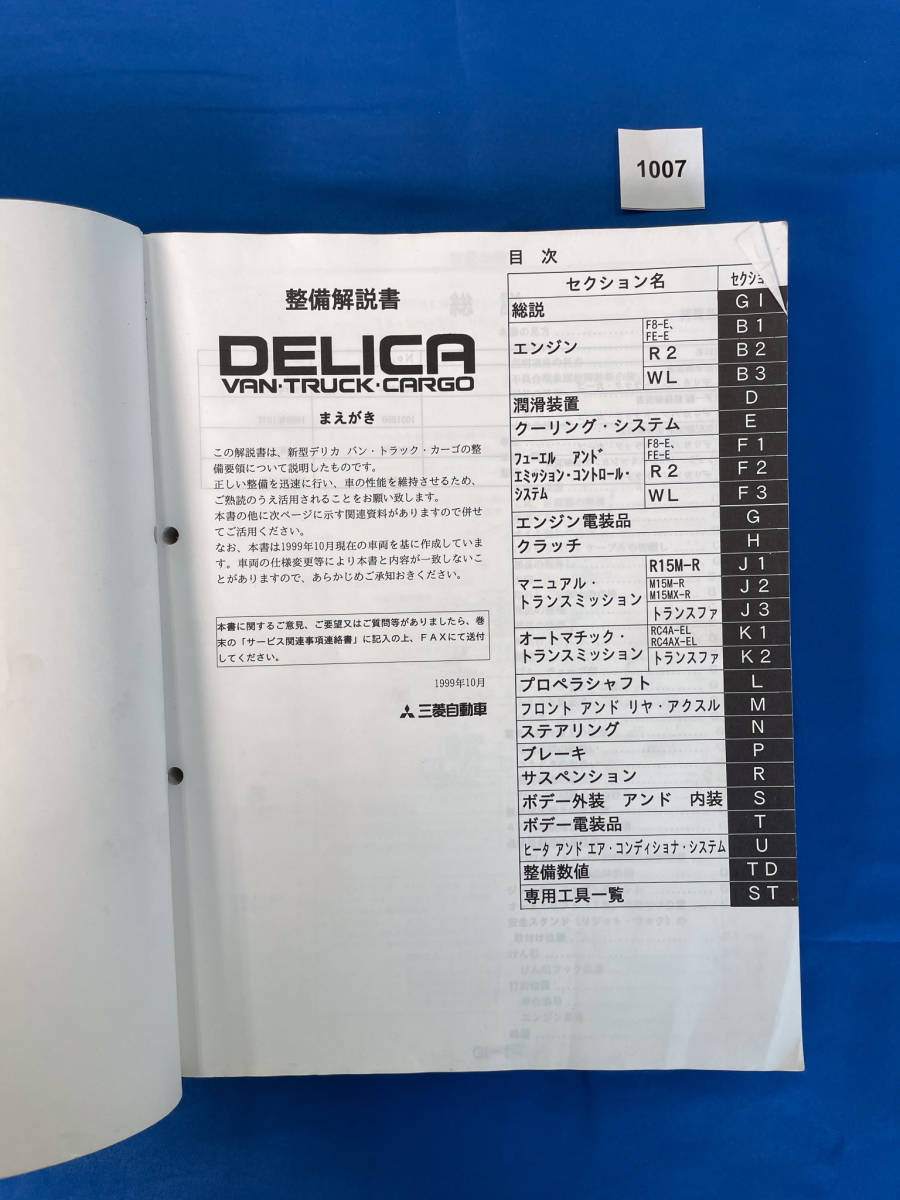 1007
整備解説書
DELICA
VAN・TRUCK・CARGO
まえがき
この解説書は、新型デリカ バン・トラック・カーゴの整
備要領について説明したものです。
正しい整備を迅速に行い、車の性能を維持させるため、
ご熟読のうえ活用されることをお願い致します。
本書の他に次ページに示す関連資料がありますので併せ
てご活用ください。
なお、本書は1999年10月現在の車両を基に作成していま
す。車両の仕様変更等により本書と内容が一致しないこ
とがありますので、あらかじめご承知おきください。
本書に関するご意見、ご要望又はご質問等がありましたら、巻
末の「サービス関連事項連絡書」に記入の上、FAXにて送付
してください。
1999年10月
三菱自動車
目 次
セクション名 セクショ
総説 GI
エンジン F8-E、FE-E B1
R2 B2
WL B3
潤滑装置 D
クーリング・システム E
フューエル アンド エミッション・コントロール・システム F8-E、FE-E F1
R2 F2
WL F3
エンジン電装品 G
クラッチ H
マニュアル・トランスミッション R15M-R J1
M15M-R M15MX-R J2
トランスファ J3
オートマチック・トランスミッション RC4A-EL RC4AX-EL K1
トランスファ K2
プロペラシャフト L
フロント アンド リヤ・アクスル M
ステアリング N
ブレーキ P
サスペンション R
ボデー外装 アンド 内装 S
ボデー電装品 T
ヒータ アンド エア・コンディショナ・システム U
整備数値 TD
専用工具一覧 ST